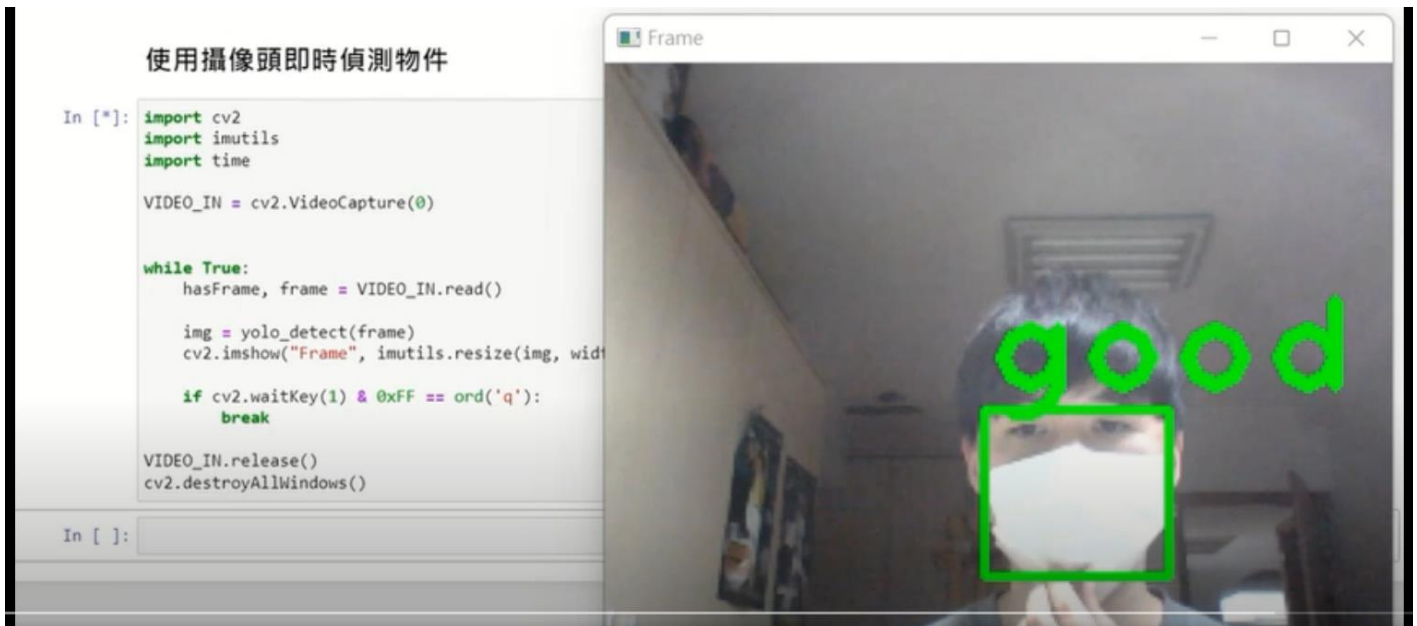 使用攝像頭即時偵測物件
In [*]: import cv2
import imutils
import time
VIDEO_IN = cv2.VideoCapture(0)
while True:
hasFrame, frame = VIDEO_IN.read()
img = yolo_detect(frame)
cv2.imshow("Frame", imutils.resize(img,
if cv2.waitKey(1) & 0xFF == ord('q'):
break
VIDEO_IN.release()
cv2.destroyAllWindows()
In [ ]:
Frame
good